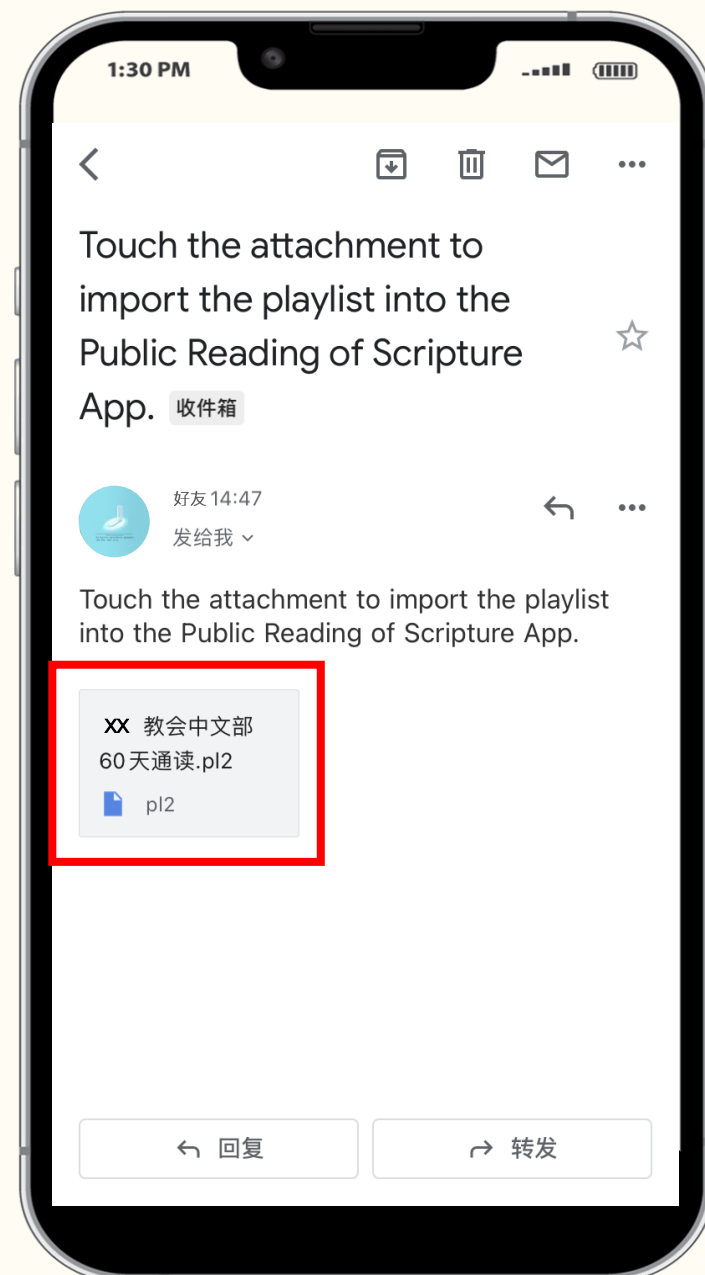 1:30 PM
Touch the attachment to
import the playlist into the
Public Reading of Scripture
App. 收件箱
好友 14:47
发给我
Touch the attachment to import the playlist
into the Public Reading of Scripture App.
XX 教会中文部
60天通读.pl2
pl2
回复
转发